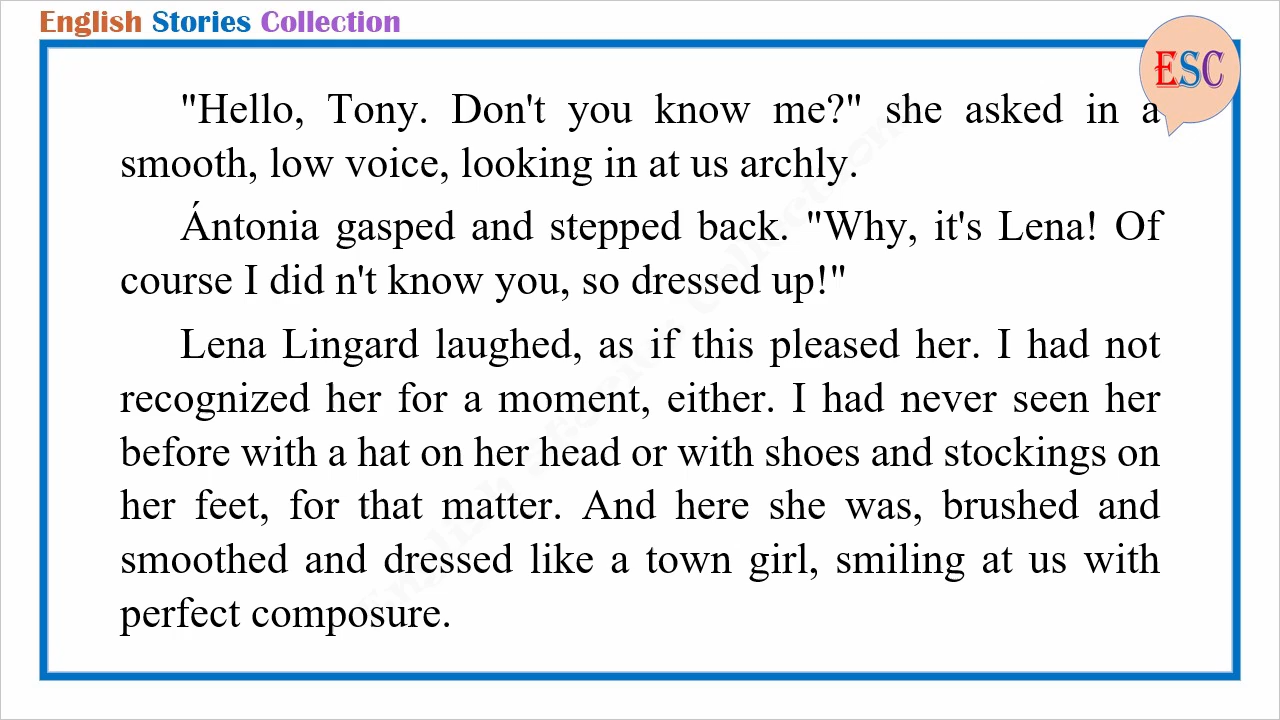 English Stories Collection
ESC
"Hello, Tony. Don't you know me?" she asked in a
smooth, low voice, looking in at us archly.
Ántonia gasped and stepped back. "Why, it's Lena! Of
course I did n't know you, so dressed up!"
Lena Lingard laughed, as if this pleased her. I had not
recognized her for a moment, either. I had never seen her
before with a hat on her head or with shoes and stockings on
her feet, for that matter. And here she was, brushed and
smoothed and dressed like a town girl, smiling at us with
perfect composure.
English Stories Collection